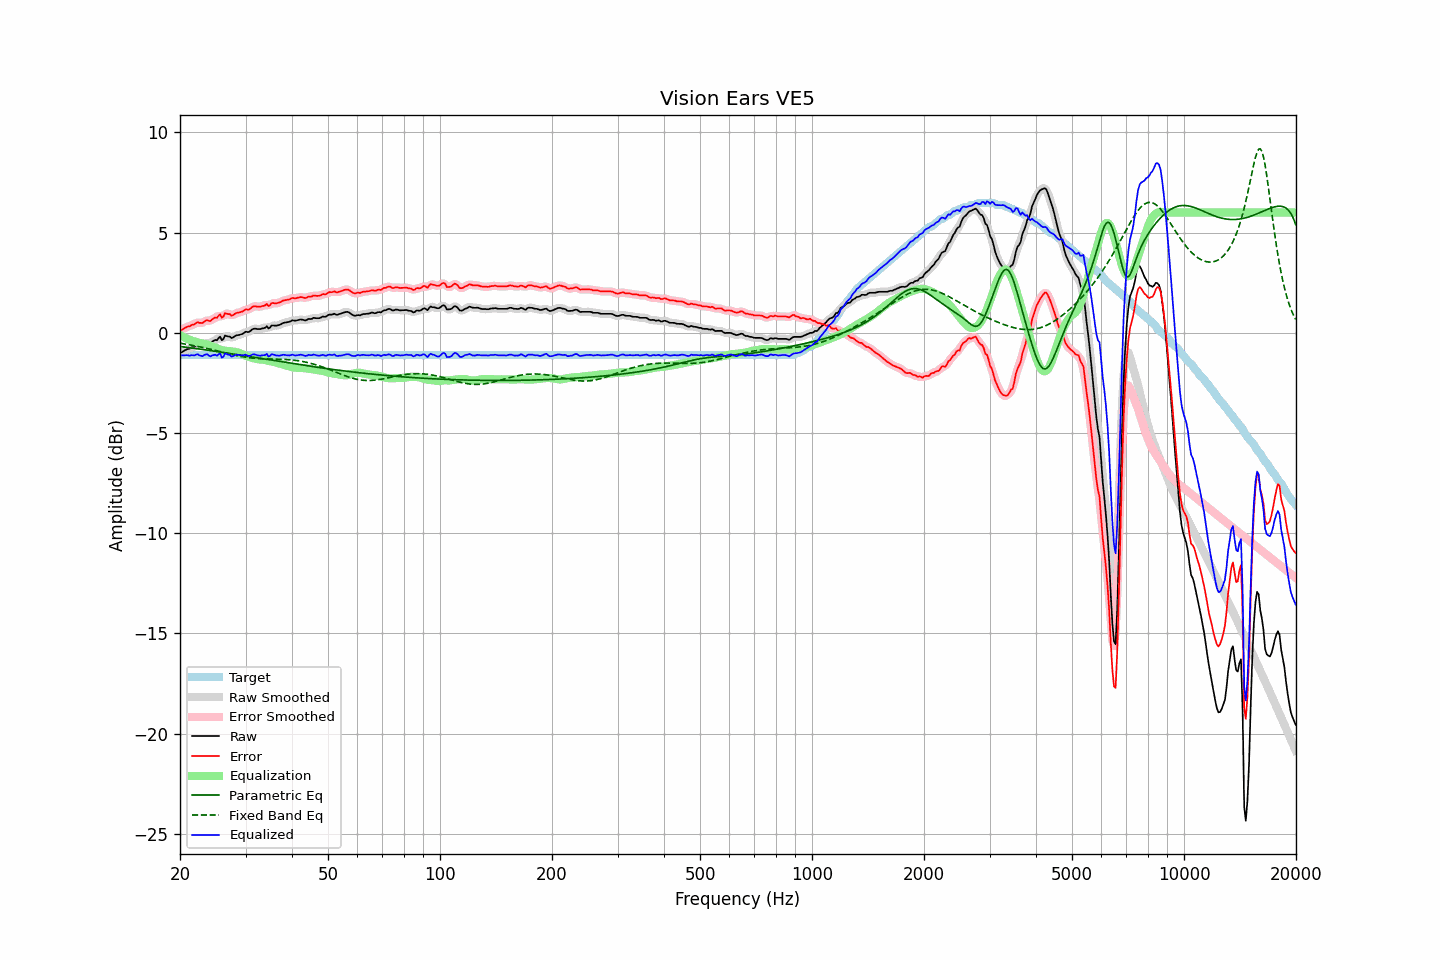 Vision Ears VE5
Amplitude (dBr)
10
5
0
−5
−10
−15
−20
−25
Target
Raw Smoothed
Error Smoothed
Raw
Error
Equalization
Parametric Eq
Fixed Band Eq
Equalized
20 50 100 200 500 1000 2000 5000 10000 20000
Frequency (Hz)